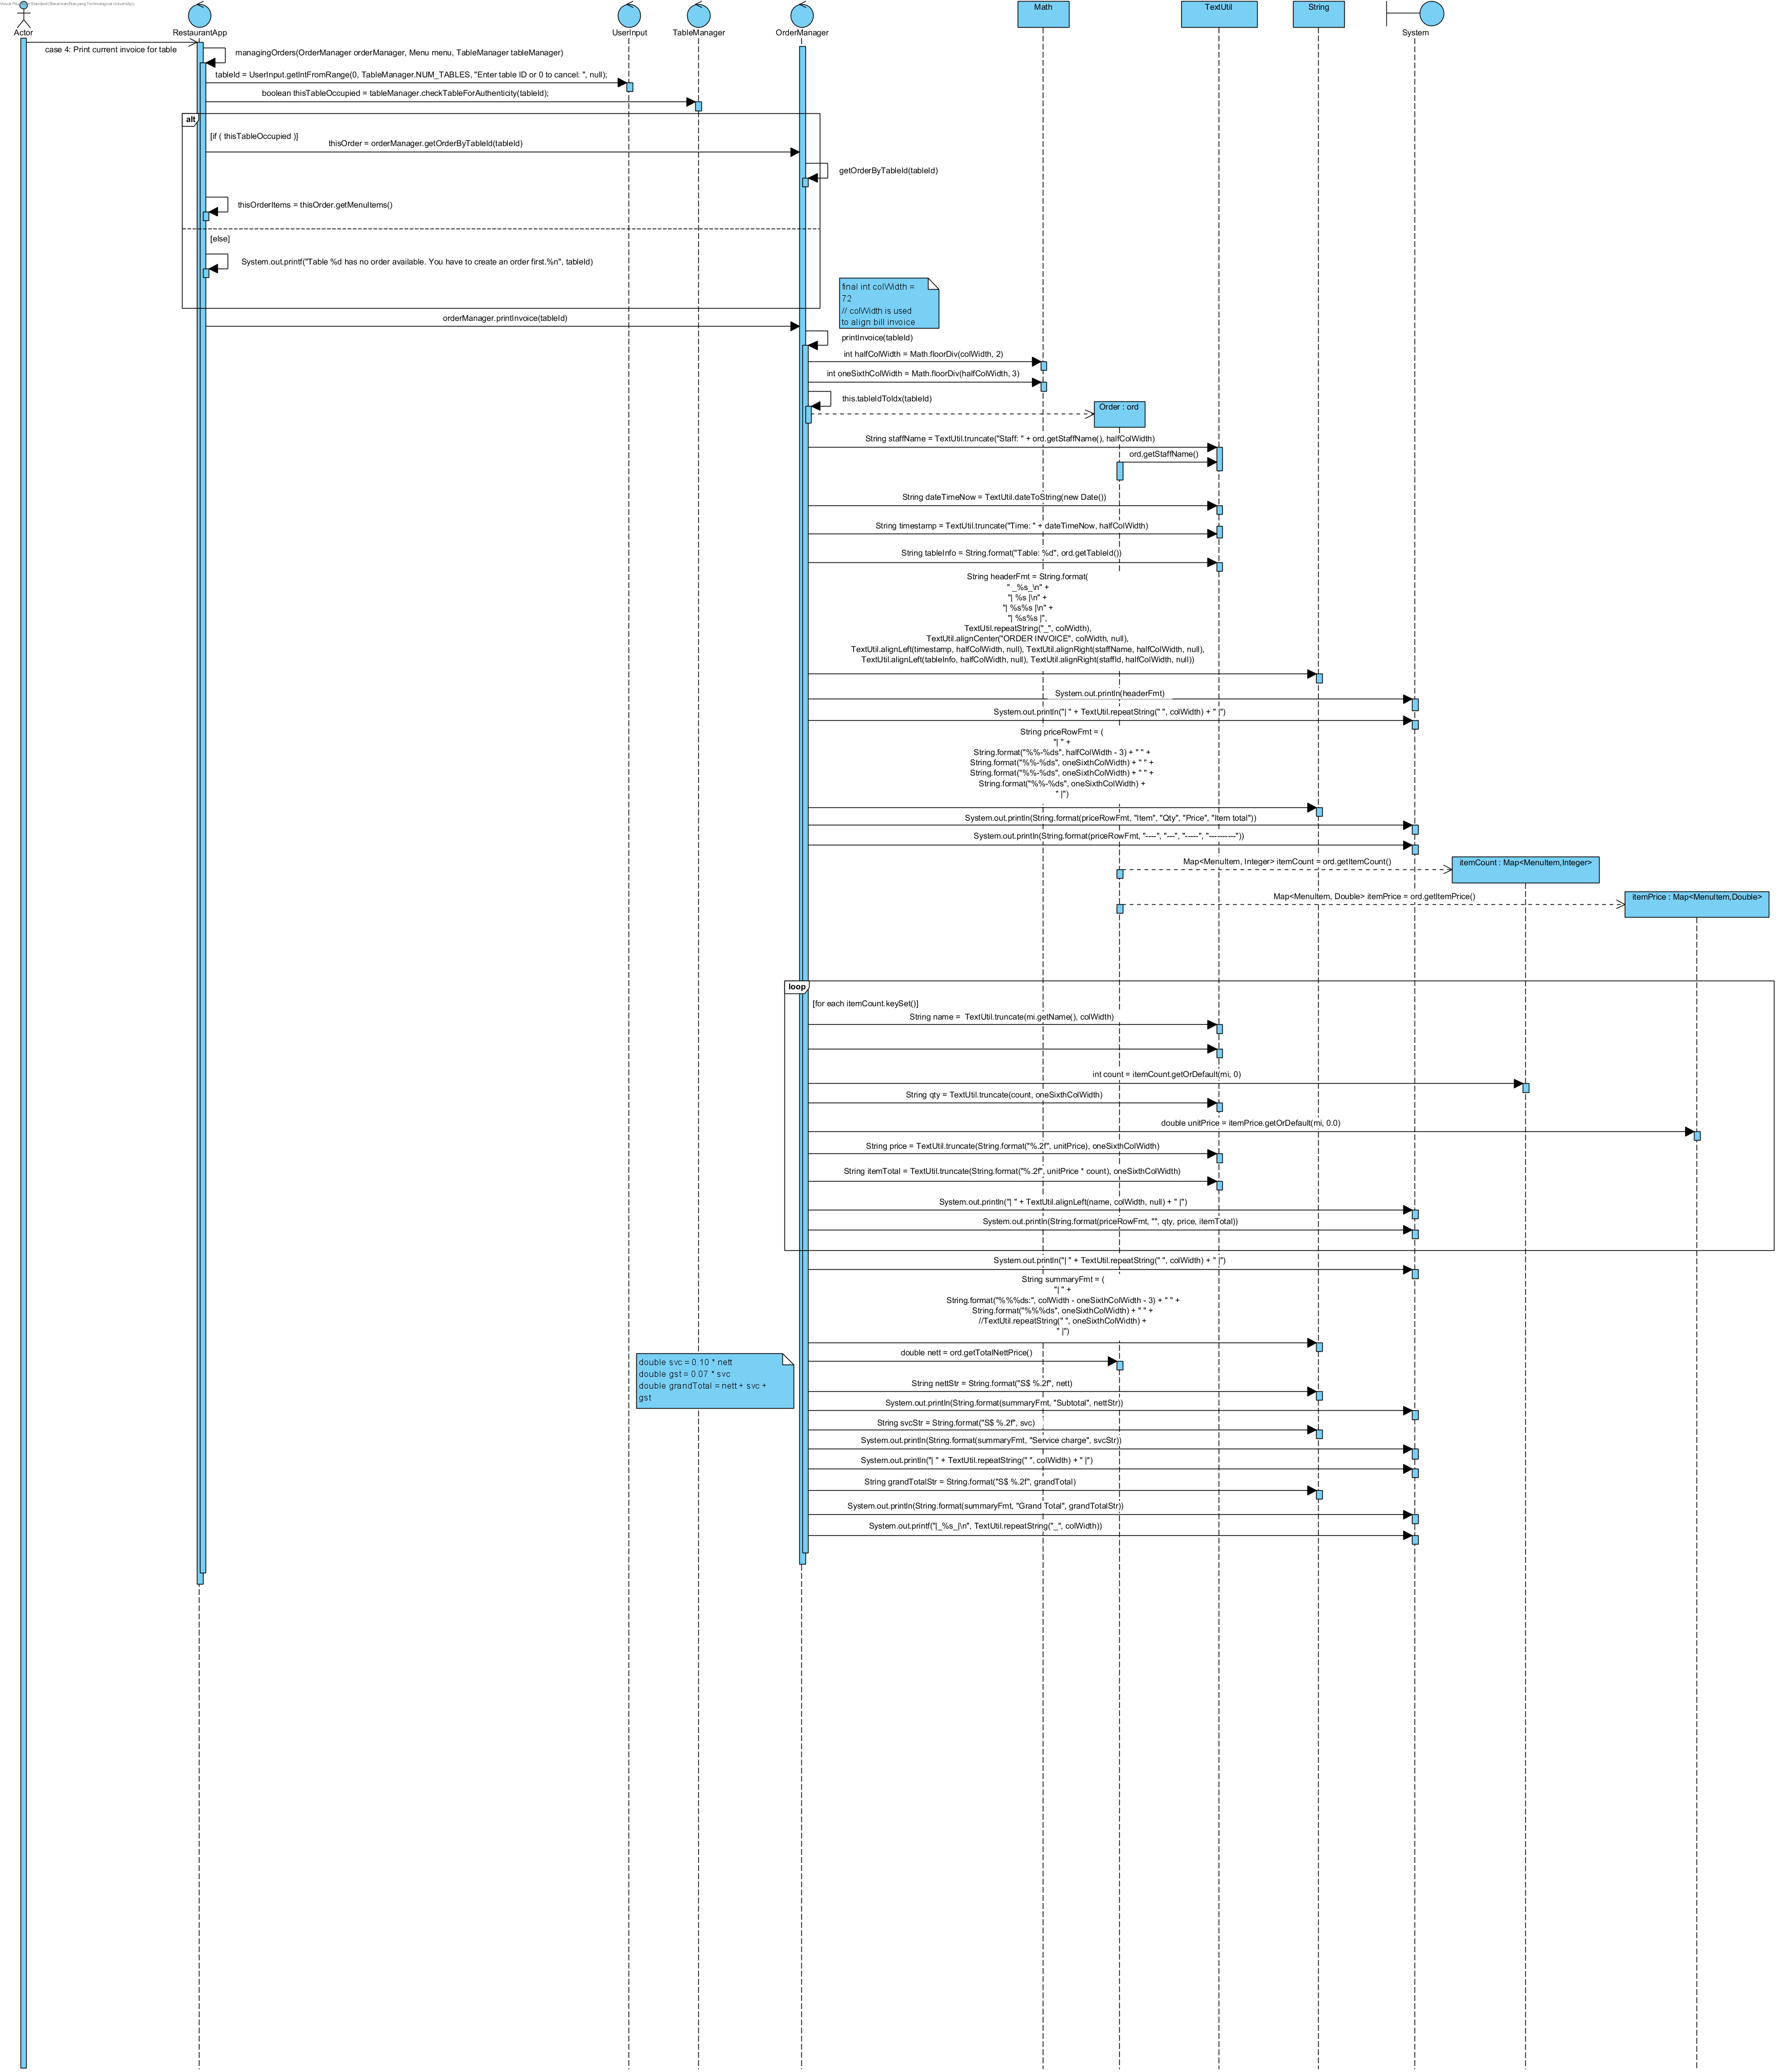 Math
TextUtil
String
Actor
RestaurantApp
UserInput
TableManager
OrderManager
System
case 4: Print current invoice for table
managingOrders(OrderManager orderManager, Menu menu, TableManager tableManager)
tableId = UserInput.getIntFromRange(0, TableManager.NUM_TABLES, "Enter table ID or 0 to cancel: ", null);
boolean thisTableOccupied = tableManager.checkTableForAuthenticity(tableId);
alt
[if ( thisTableOccupied )]
thisOrder = orderManager.getOrderByTableId(tableId)
getOrderByTableId(tableId)
thisOrderItems = thisOrder.getMenuItems()
[else]
System.out.printf("Table %d has no order available. You have to create an order first.%n", tableId)
final int colWidth =
72
// colWidth is used
to align bill invoice
orderManager.printInvoice(tableId)
printInvoice(tableId)
int halfColWidth = Math.floorDiv(colWidth, 2)
int oneSixthColWidth = Math.floorDiv(halfColWidth, 3)
this.tableIdToIdx(tableId)
Order : ord
String staffName = TextUtil.truncate("Staff: " + ord.getStaffName(), halfColWidth)
ord.getStaffName()
String dateTimeNow = TextUtil.dateToString(new Date())
String timestamp = TextUtil.truncate("Time: " + dateTimeNow, halfColWidth)
String tableInfo = String.format("Table: %d", ord.getTableId())
String headerFmt = String.format(
" _%s_\n" +
"| %s |\n" +
"| %s%s |\n" +
"| %s%s |",
TextUtil.repeatString("_", colWidth),
TextUtil.alignCenter("ORDER INVOICE", colWidth, null),
TextUtil.alignLeft(timestamp, halfColWidth, null), TextUtil.alignRight(staffName, halfColWidth, null),
TextUtil.alignLeft(tableInfo, halfColWidth, null), TextUtil.alignRight(staffId, halfColWidth, null))
System.out.println(headerFmt)
System.out.println("| " + TextUtil.repeatString(" ", colWidth) + " |")
String priceRowFmt = (
"| " +
String.format("%%-%ds", halfColWidth - 3) + " " +
String.format("%%-%ds", oneSixthColWidth) + " " +
String.format("%%-%ds", oneSixthColWidth) + " " +
String.format("%%-%ds", oneSixthColWidth) +
" |")
System.out.println(String.format(priceRowFmt, "Item", "Qty", "Price", "Item total"))
System.out.println(String.format(priceRowFmt, "----", "---", "-----", "----------"))
Map<MenuItem, Integer> itemCount = ord.getItemCount()
itemCount : Map<MenuItem,Integer>
Map<MenuItem, Double> itemPrice = ord.getItemPrice()
itemPrice : Map<MenuItem,Double>
loop
[for each itemCount.keySet()]
String name = TextUtil.truncate(mi.getName(), colWidth)
int count = itemCount.getOrDefault(mi, 0)
String qty = TextUtil.truncate(count, oneSixthColWidth)
double unitPrice = itemPrice.getOrDefault(mi, 0.0)
String price = TextUtil.truncate(String.format("%.2f", unitPrice), oneSixthColWidth)
String itemTotal = TextUtil.truncate(String.format("%.2f", unitPrice * count), oneSixthColWidth)
System.out.println("| " + TextUtil.alignLeft(name, colWidth, null) + " |")
System.out.println(String.format(priceRowFmt, "", qty, price, itemTotal))
System.out.println("| " + TextUtil.repeatString(" ", colWidth) + " |")
String summaryFmt = (
"| " +
String.format("%%%ds:", colWidth - oneSixthColWidth - 3) + " " +
String.format("%%%ds", oneSixthColWidth) + " " +
//TextUtil.repeatString(" ", oneSixthColWidth) +
" |")
double nett = ord.getTotalNettPrice()
double svc = 0.10 * nett
double gst = 0.07 * svc
double grandTotal = nett + svc +
gst
String nettStr = String.format("S$ %.2f", nett)
System.out.println(String.format(summaryFmt, "Subtotal", nettStr))
String svcStr = String.format("S$ %.2f", svc)
System.out.println(String.format(summaryFmt, "Service charge", svcStr))
System.out.println("| " + TextUtil.repeatString(" ", colWidth) + " |")
String grandTotalStr = String.format("S$ %.2f", grandTotal)
System.out.println(String.format(summaryFmt, "Grand Total", grandTotalStr))
System.out.printf("|_%s_|\n", TextUtil.repeatString("_", colWidth))